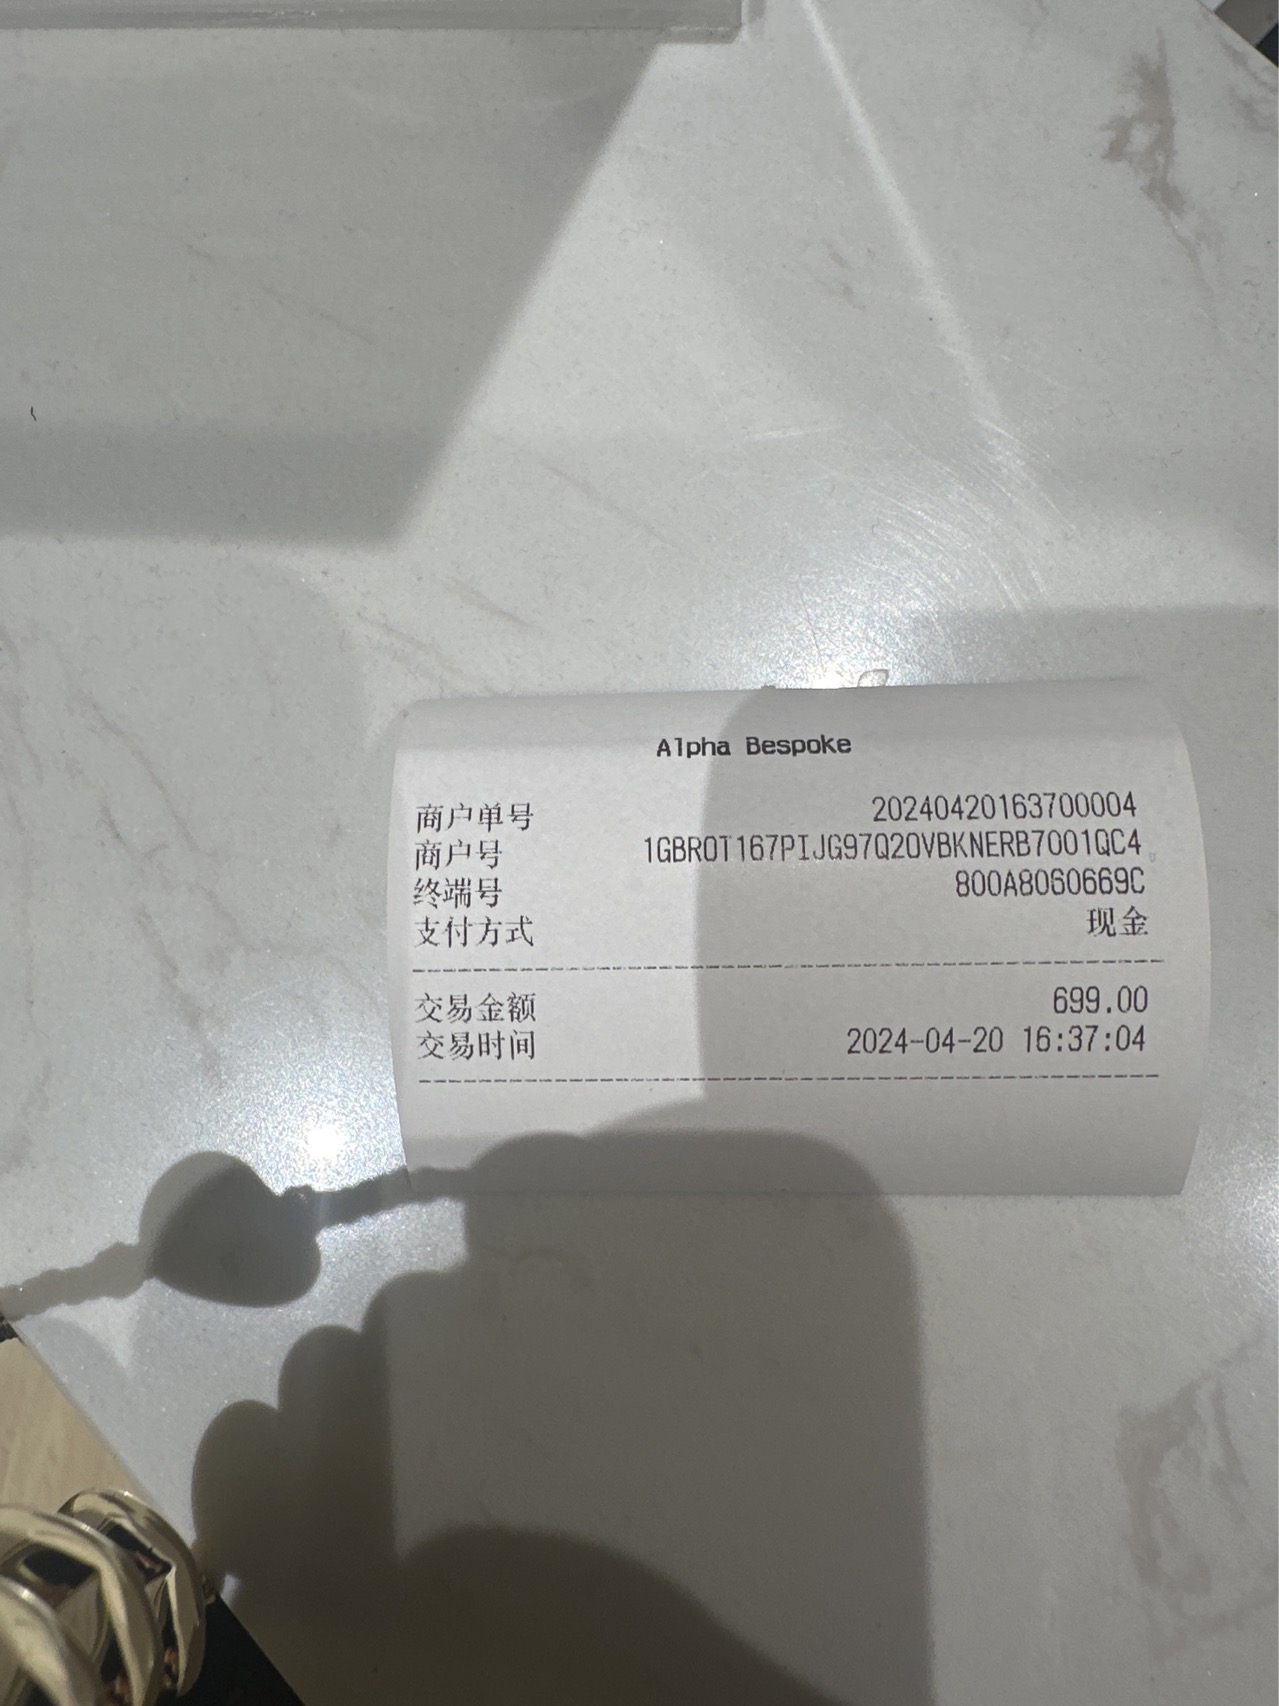 Alpha Bespoke
商户单号 20240420163700004
商户号 1GBR0T167PIJG97Q20VBKNERB7001QC4
终端号 800A8060669C
支付方式 现金
交易金额 699.00
交易时间 2024-04-20 16:37:04